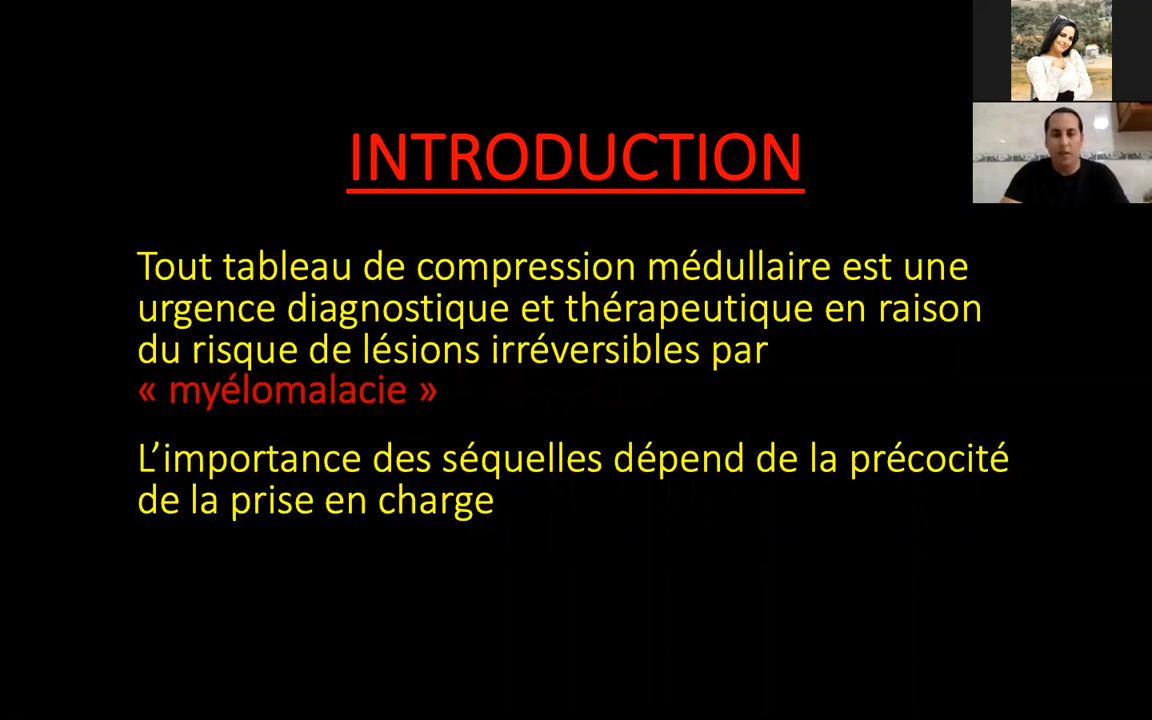 INTRODUCTION
Tout tableau de compression médullaire est une
urgence diagnostique et thérapeutique en raison
du risque de lésions irréversibles par
« myélomalacie »
L’importance des séquelles dépend de la précocité
de la prise en charge